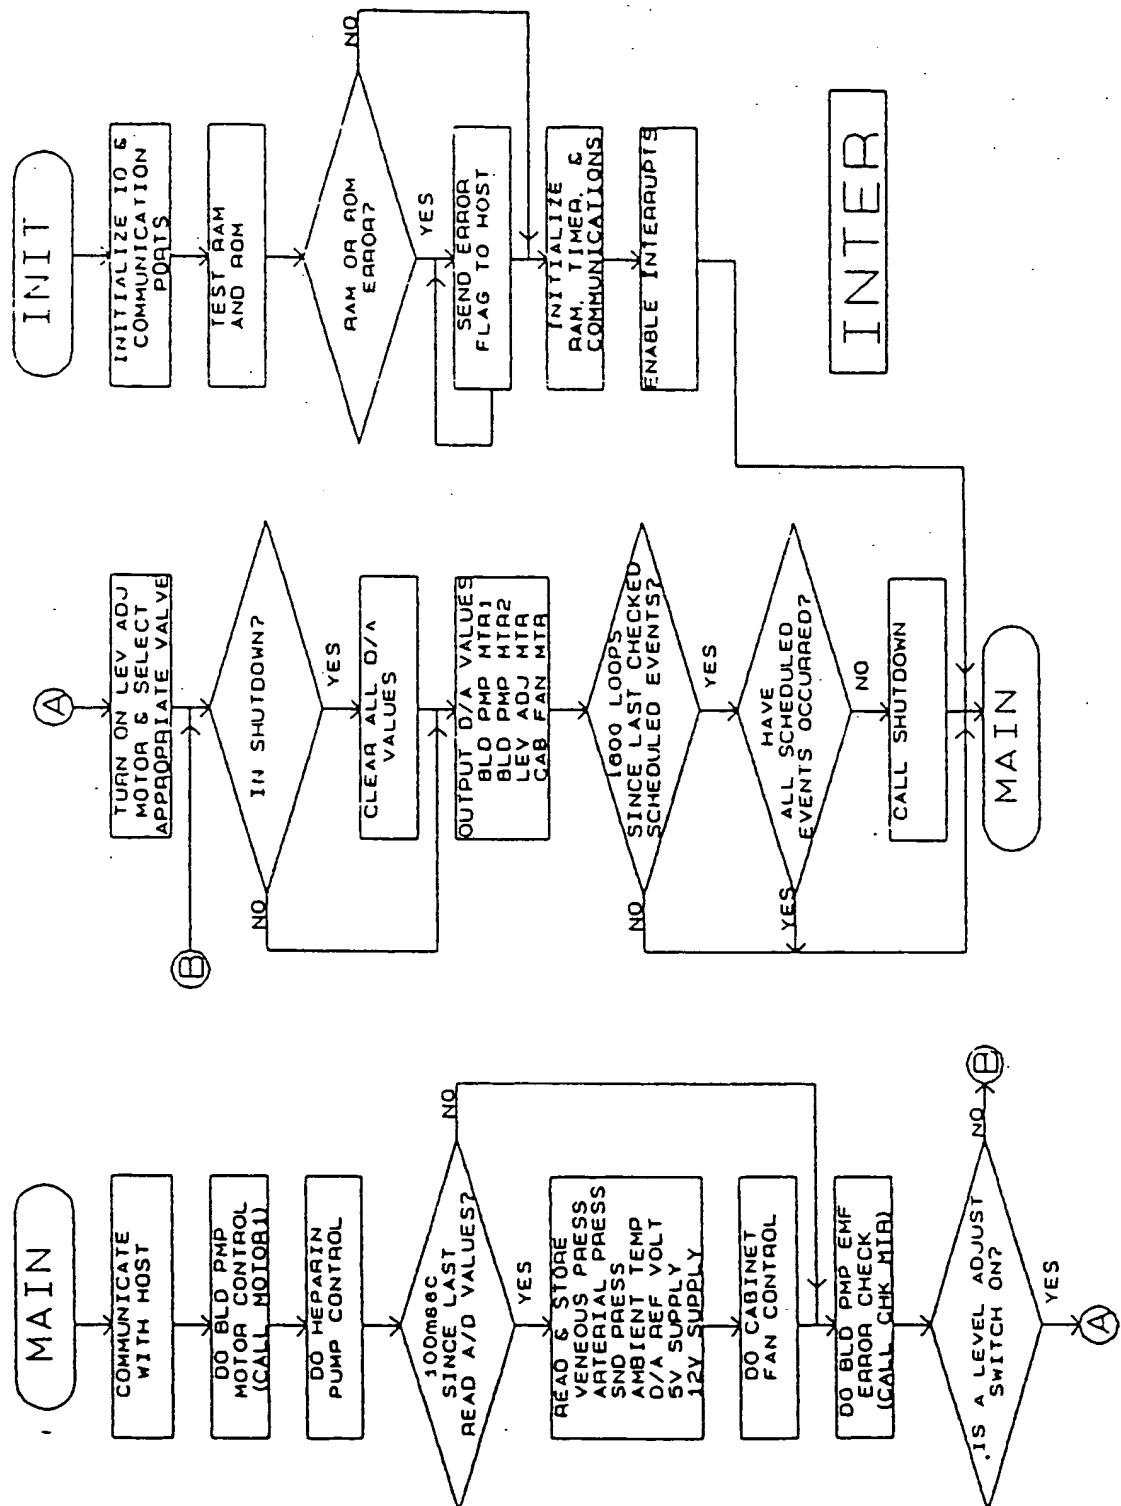 MAIN
COMMUNICATE
WITH HOST
DO BLD PMP
MOTOR CONTROL
(CALL MOTOR1)
DO HEPARIN
PUMP CONTROL
100mSEC
SINCE LAST
READ A/D VALUES?
NO
YES
READ & STORE
VENEOUS PRESS
ARTERIAL PRESS
SND PRESS
AMBIENT TEMP
D/A REF VOLT
5V SUPPLY
12V SUPPLY
DO CABINET
FAN CONTROL
DO BLD PMP EMF
ERROR CHECK
(CALL CHK MTR)
IS A LEVEL ADJUST
SWITCH ON?
NO
B
YES
A
A
TURN ON LEV ADJ
MOTOR & SELECT
APPROPRIATE VALVE
B
IN SHUTDOWN?
NO
YES
CLEAR ALL D/A
VALUES
OUTPUT D/A VALUES
BLD PMP MTR1
BLD PMP MTR2
LEV ADJ MTR
CAB FAN MTR
1800 LOOPS
SINCE LAST CHECKED
SCHEDULED EVENTS?
NO
YES
HAVE
ALL SCHEDULED
EVENTS OCCURRED?
YES
NO
CALL SHUTDOWN
MAIN
INIT
INITIALIZE IO &
COMMUNICATION
PORTS
TEST RAM
AND ROM
RAM OR ROM
ERROR?
NO
YES
SEND ERROR
FLAG TO HOST
INITIALIZE
RAM, TIMER, &
COMMUNICATIONS
ENABLE INTERRUPTS
INTER